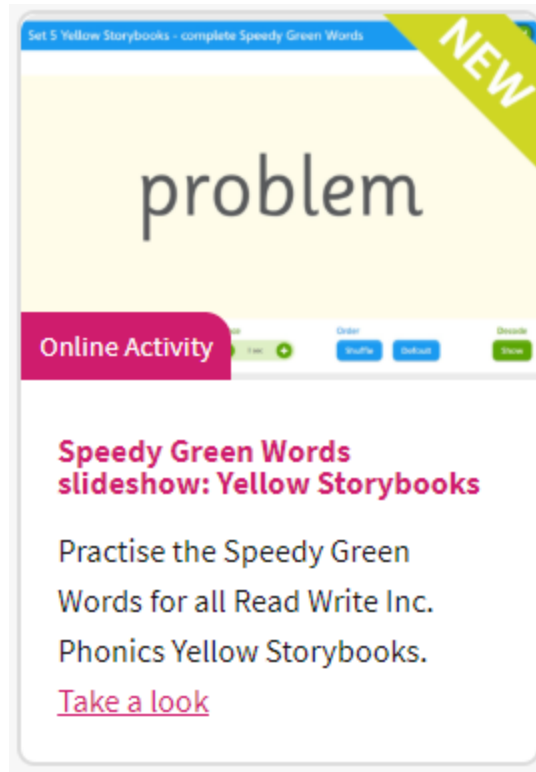 Set 5 Yellow Storybooks - complete Speedy Green Words
NEW
problem
Online Activity
1 sec
Order
Shuffle
Default
Decode
Show
Speedy Green Words
slideshow: Yellow Storybooks
Practise the Speedy Green
Words for all Read Write Inc.
Phonics Yellow Storybooks.
Take a look